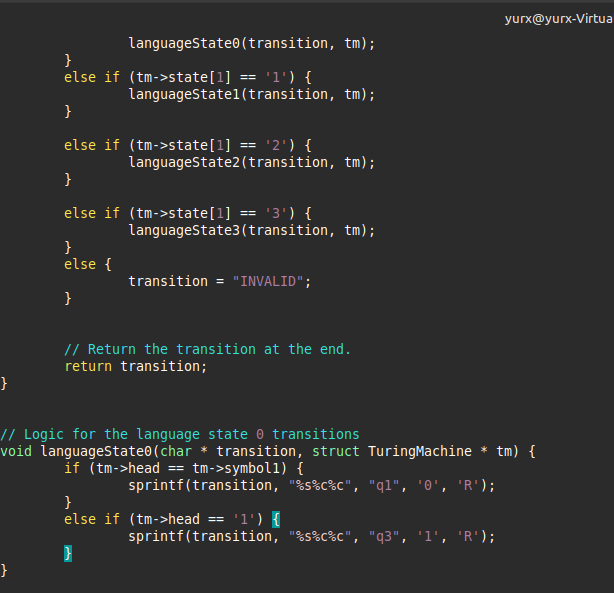 yurx@yurx-Virtua
                languageState0(transition, tm);
        }
        else if (tm->state[1] == '1') {
                languageState1(transition, tm);
        }

        else if (tm->state[1] == '2') {
                languageState2(transition, tm);
        }

        else if (tm->state[1] == '3') {
                languageState3(transition, tm);
        }
        else {
                transition = "INVALID";
        }


        // Return the transition at the end.
        return transition;
}


// Logic for the language state 0 transitions
void languageState0(char * transition, struct TuringMachine * tm) {
        if (tm->head == tm->symbol1) {
                sprintf(transition, "%s%c%c", "q1", '0', 'R');
        }
        else if (tm->head == '1') {
                sprintf(transition, "%s%c%c", "q3", '1', 'R');
        }
}